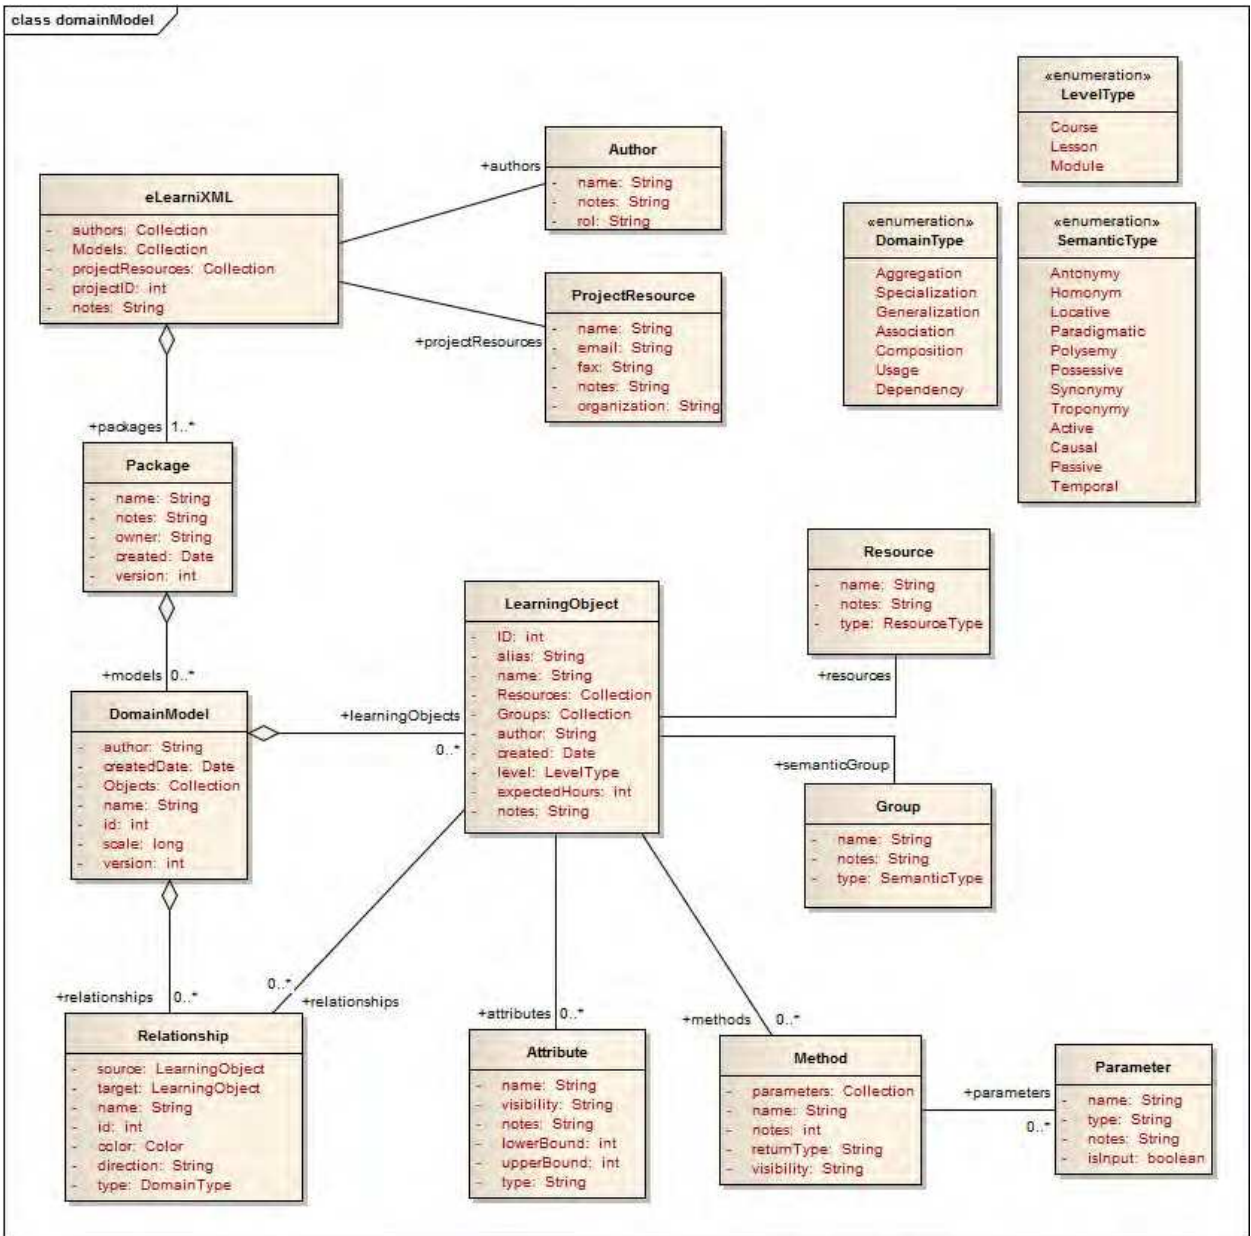 class domainModel
«enumeration»
LevelType
Course
Lesson
Module
Author
- name: String
- notes: String
- rol: String
+authors
eLearniXML
- authors: Collection
- Models: Collection
- projectResources: Collection
- projectID: int
- notes: String
«enumeration»
DomainType
Aggregation
Specialization
Generalization
Association
Composition
Usage
Dependency
«enumeration»
SemanticType
Antonymy
Homonym
Locative
Paradigmatic
Polysemy
Possessive
Synonymy
Troponymy
Active
Causal
Passive
Temporal
ProjectResource
- name: String
- email: String
- fax: String
- notes: String
- organization: String
+projectResources
+packages 1..*
Package
- name: String
- notes: String
- owner: String
- created: Date
- version: int
Resource
- name: String
- notes: String
- type: ResourceType
+resources
LearningObject
- ID: int
- alias: String
- name: String
- Resources: Collection
- Groups: Collection
- author: String
- created: Date
- level: LevelType
- expectedHours: int
- notes: String
+models 0..*
DomainModel
- author: String
- createdDate: Date
- Objects: Collection
- name: String
- id: int
- scale: long
- version: int
+learningObjects
0..*
+semanticGroup
Group
- name: String
- notes: String
- type: SemanticType
+relationships 0..*
0..*
+relationships
Relationship
- source: LearningObject
- target: LearningObject
- name: String
- id: int
- color: Color
- direction: String
- type: DomainType
+attributes 0..*
Attribute
- name: String
- visibility: String
- notes: String
- lowerBound: int
- upperBound: int
- type: String
+methods 0..*
Method
- parameters: Collection
- name: String
- notes: int
- returnType: String
- visibility: String
+parameters
0..*
Parameter
- name: String
- type: String
- notes: String
- isInput: boolean